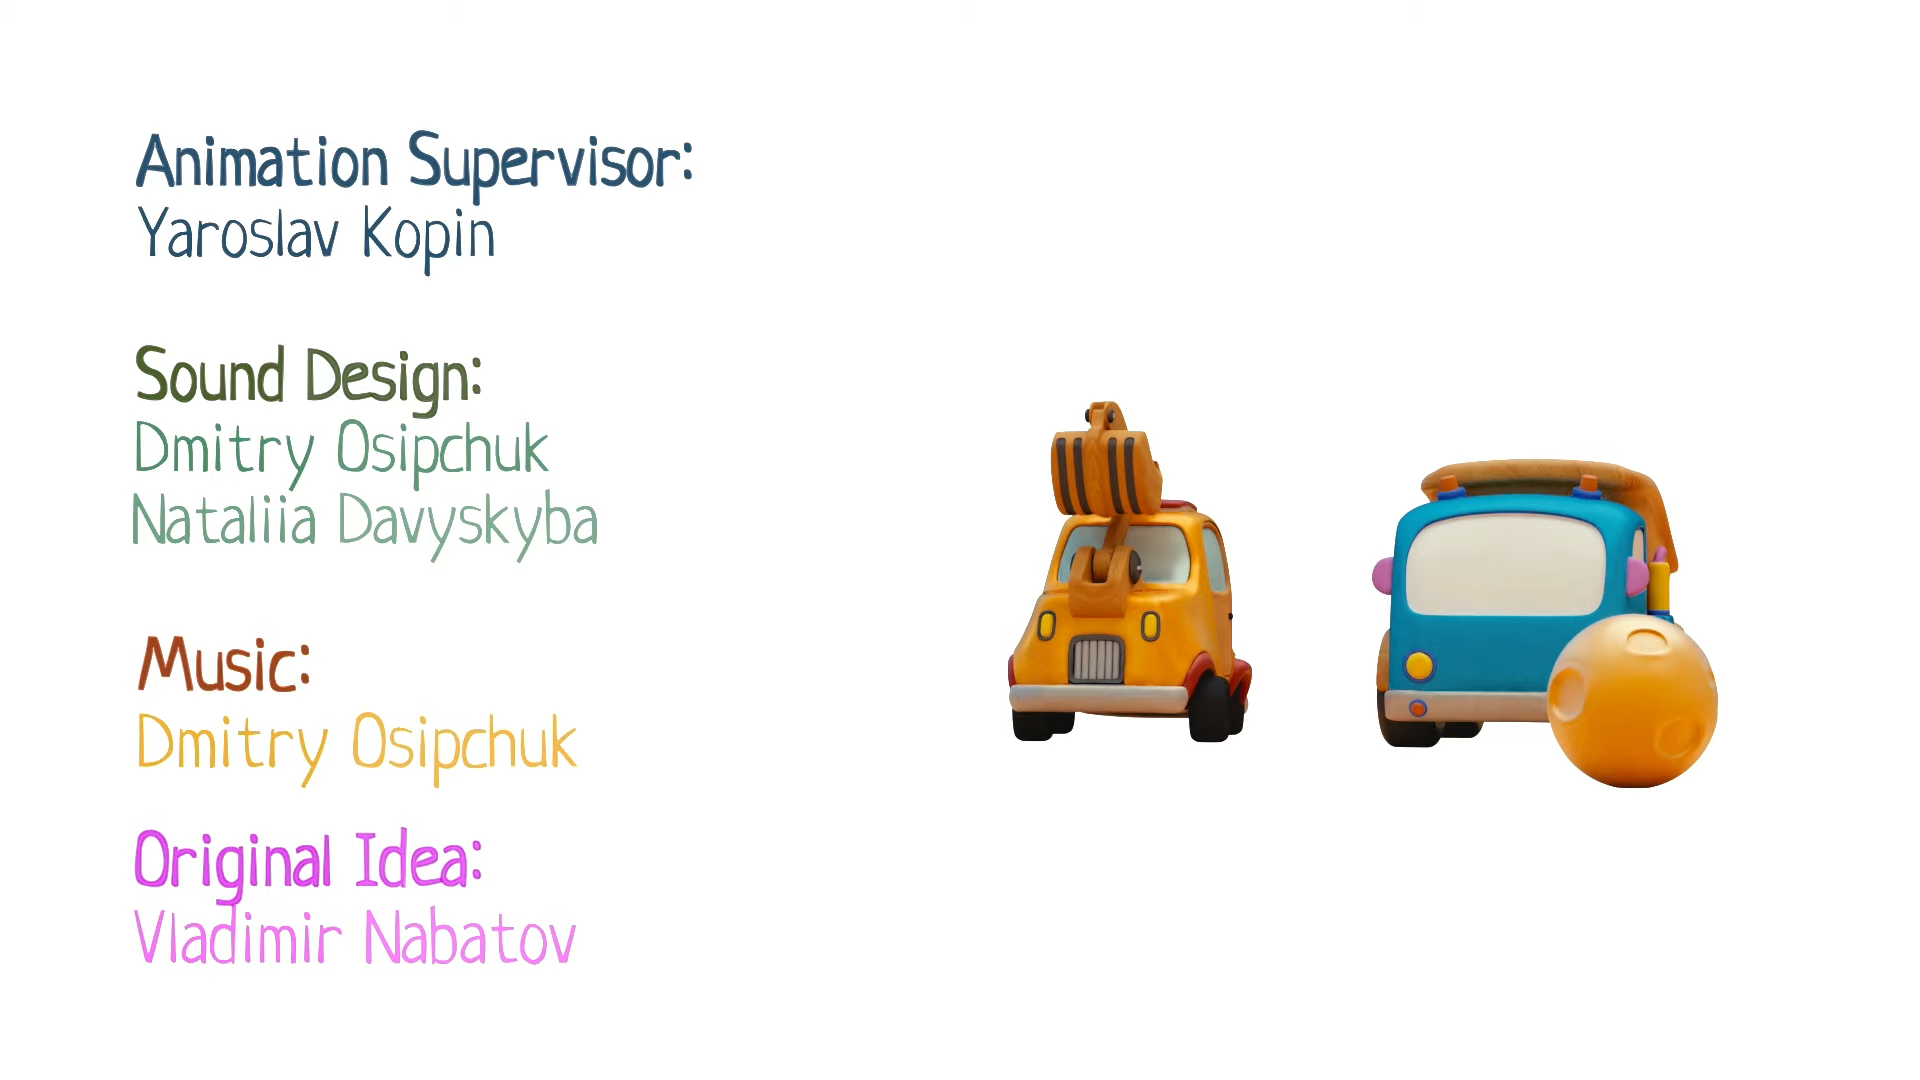 Animation Supervisor:
Yaroslav Kopin
Sound Design:
Dmitry Osipchuk
Nataliia Davyskyba
Music:
Dmitry Osipchuk
Original Idea:
Vladimir Nabatov